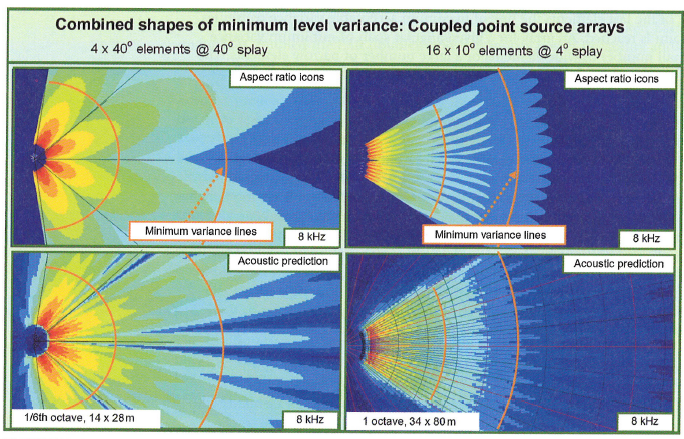 Combined shapes of minimum level variance: Coupled point source arrays
4 x 40° elements @ 40° splay
16 x 10° elements @ 4° splay
Aspect ratio icons
Aspect ratio icons
Minimum variance lines
8 kHz
Minimum variance lines
8 kHz
Acoustic prediction
Acoustic prediction
1/6th octave, 14 x 28m
8 kHz
1 octave, 34 x 80m
8 kHz